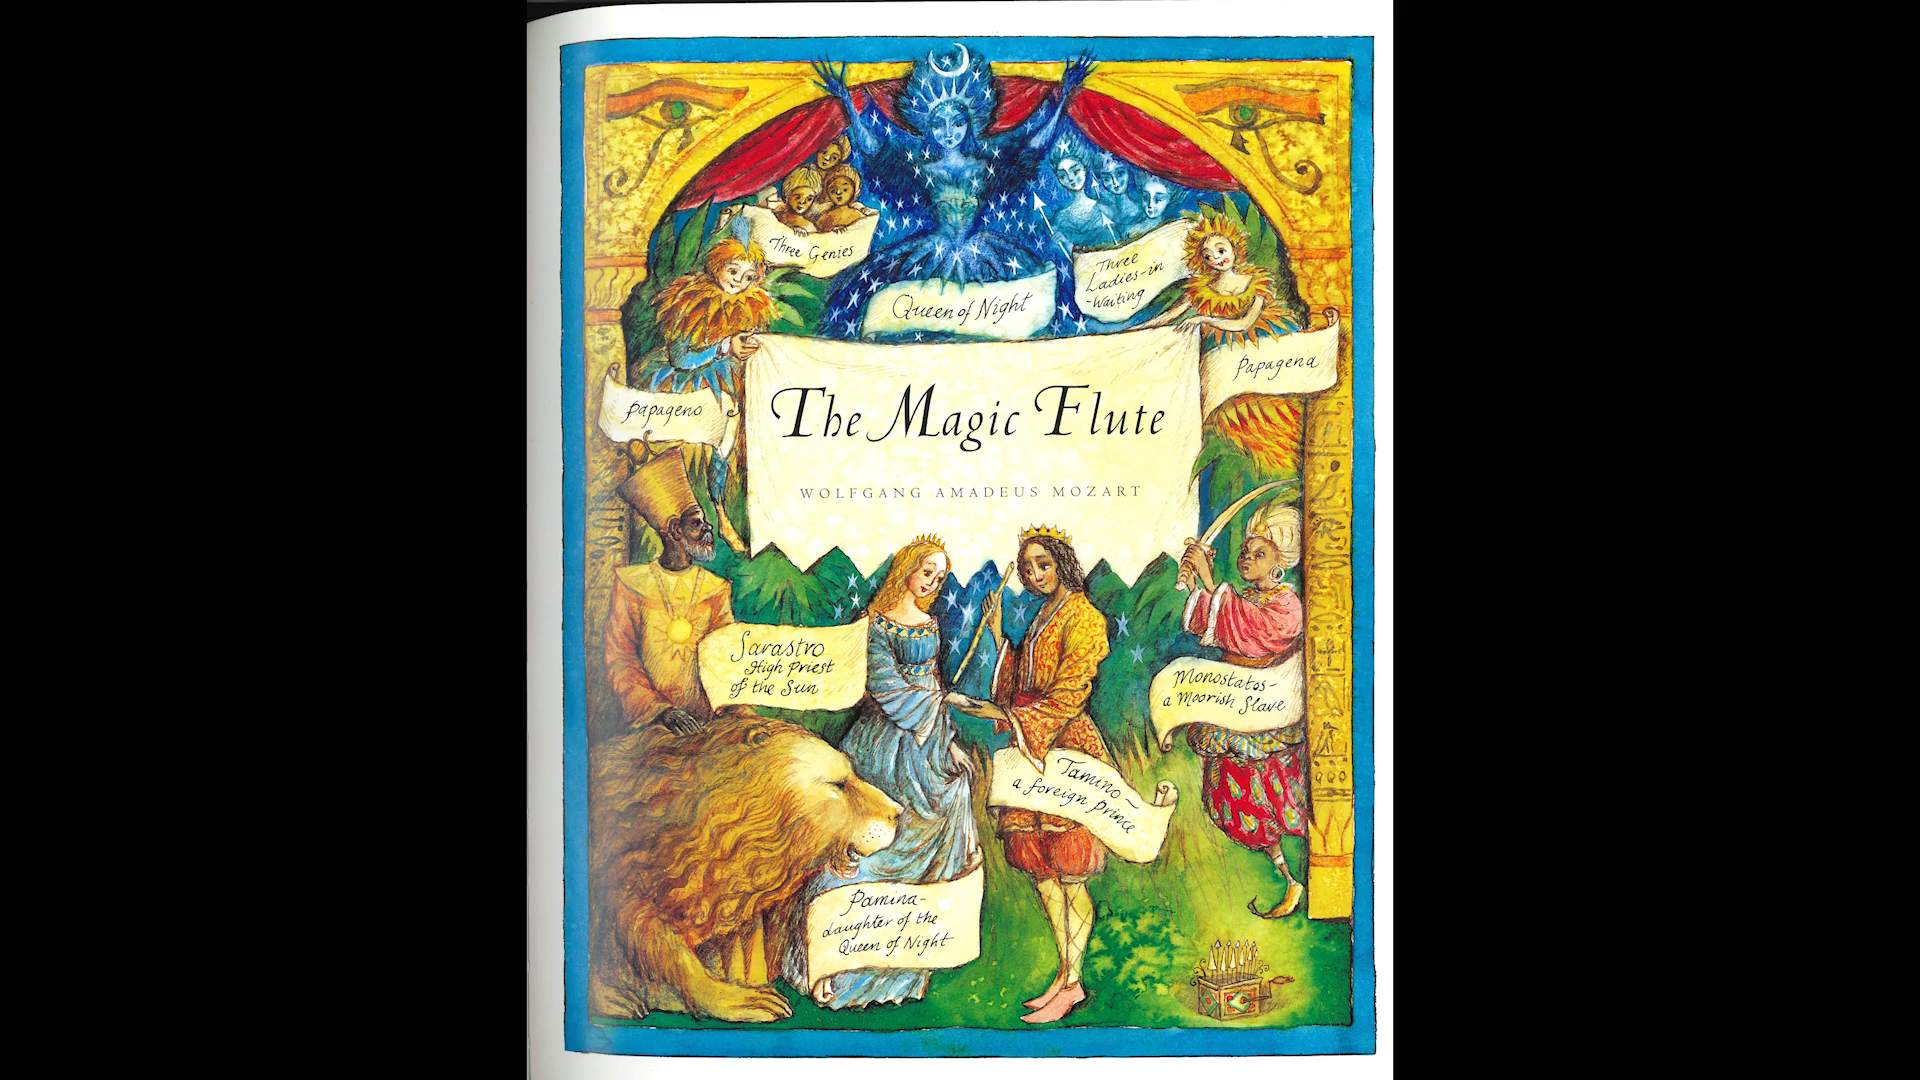 Three Genies
Queen of Night
Three
Ladies-in
-Waiting
Papageno
Papagena
The Magic Flute
WOLFGANG AMADEUS MOZART
Sarastro
High Priest
of the Sun
Monostatos-
a Moorish Slave
Tamino~
a foreign prince
Pamina-
daughter of the
Queen of Night